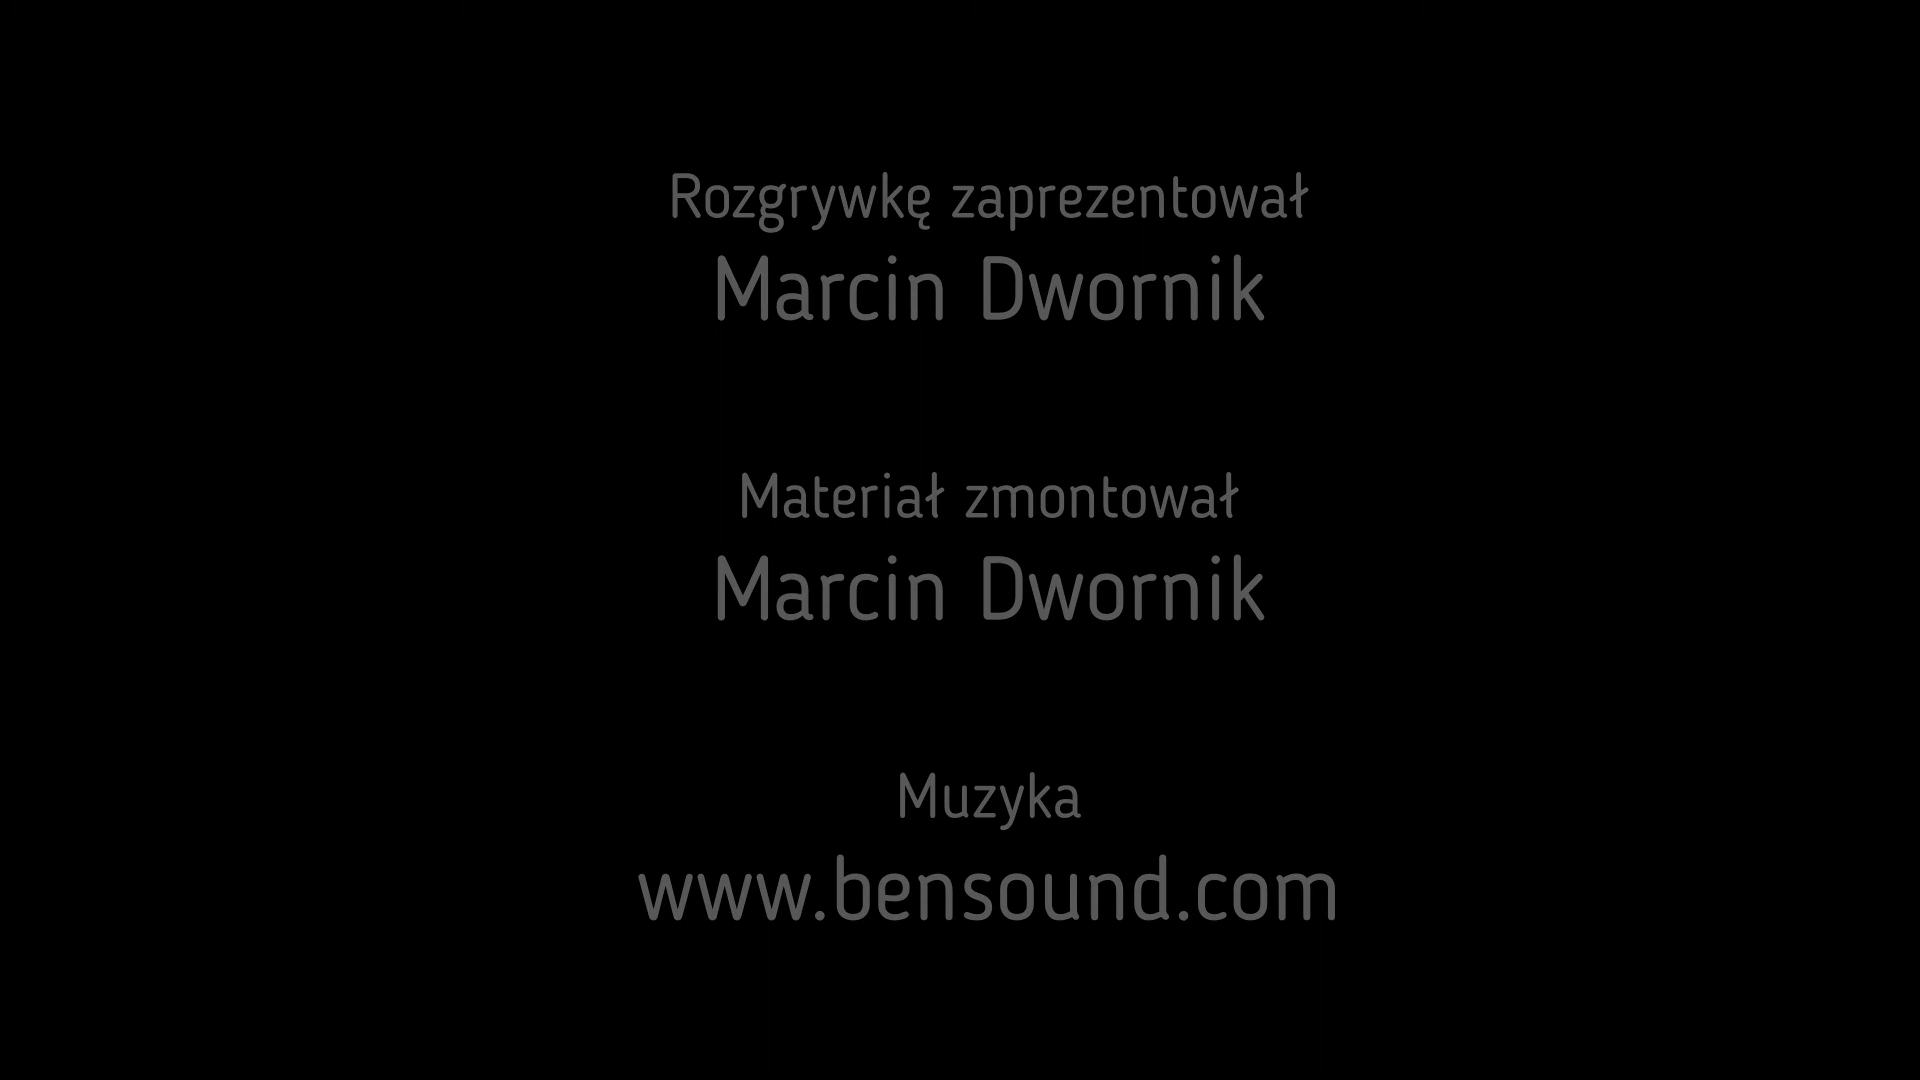 Rozgrywkę zaprezentował
Marcin Dwornik
Materiał zmontował
Marcin Dwornik
Muzyka
www.bensound.com